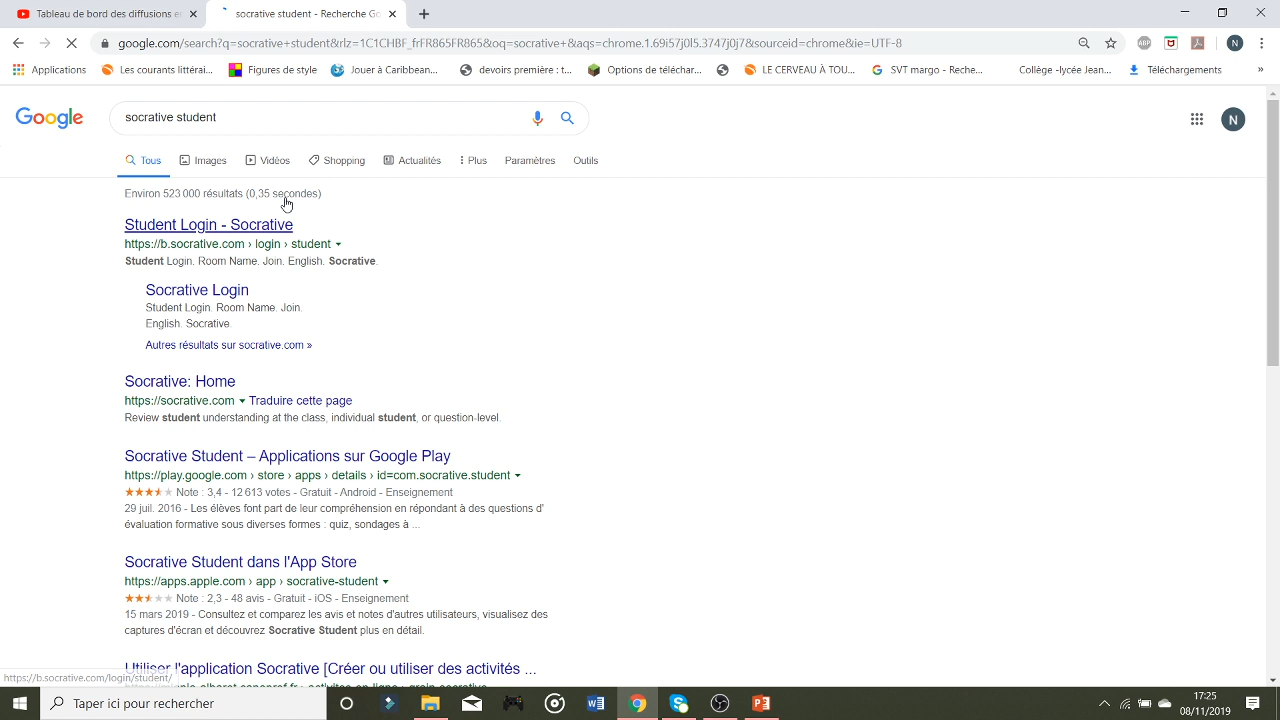 Tableau de bord des diffusions e
socrative student - Recherche Go
google.com/search?q=socrative+student&rlz=1C1CHBF_frFR865FR865&oq=socrative+&aqs=chrome.1.69i57j0l5.3747j0j7&sourceid=chrome&ie=UTF-8
ABP
N
Applications
Les courants littérai...
Figures de style
Jouer à Caribbean...
devoirs première : t...
Options de téléchar...
LE CERVEAU À TOU...
SVT margo - Reche...
Collège -lycée Jean...
Téléchargements
»
Google
socrative student
N
Tous
Images
Vidéos
Shopping
Actualités
Plus
Paramètres
Outils
Environ 523 000 résultats (0,35 secondes)
Student Login - Socrative
https://b.socrative.com › login › student
Student Login. Room Name. Join. English. Socrative.
Socrative Login
Student Login. Room Name. Join.
English. Socrative.
Autres résultats sur socrative.com »
Socrative: Home
https://socrative.com Traduire cette page
Review student understanding at the class, individual student, or question-level.
Socrative Student – Applications sur Google Play
https://play.google.com › store › apps › details › id=com.socrative.student
Note : 3,4 - 12 613 votes - Gratuit - Android - Enseignement
29 juil. 2016 - Les élèves font part de leur compréhension en répondant à des questions d'
évaluation formative sous diverses formes : quiz, sondages à ...
Socrative Student dans l'App Store
https://apps.apple.com › app › socrative-student
Note : 2,3 - 48 avis - Gratuit - iOS - Enseignement
15 mars 2019 - Consultez et comparez les avis et notes d'autres utilisateurs, visualisez des
captures d'écran et découvrez Socrative Student plus en détail.
Utiliser l'application Socrative [Créer ou utiliser des activités ...
https://b.socrative.com/login/student/
Taper ici pour rechercher
17:25
08/11/2019